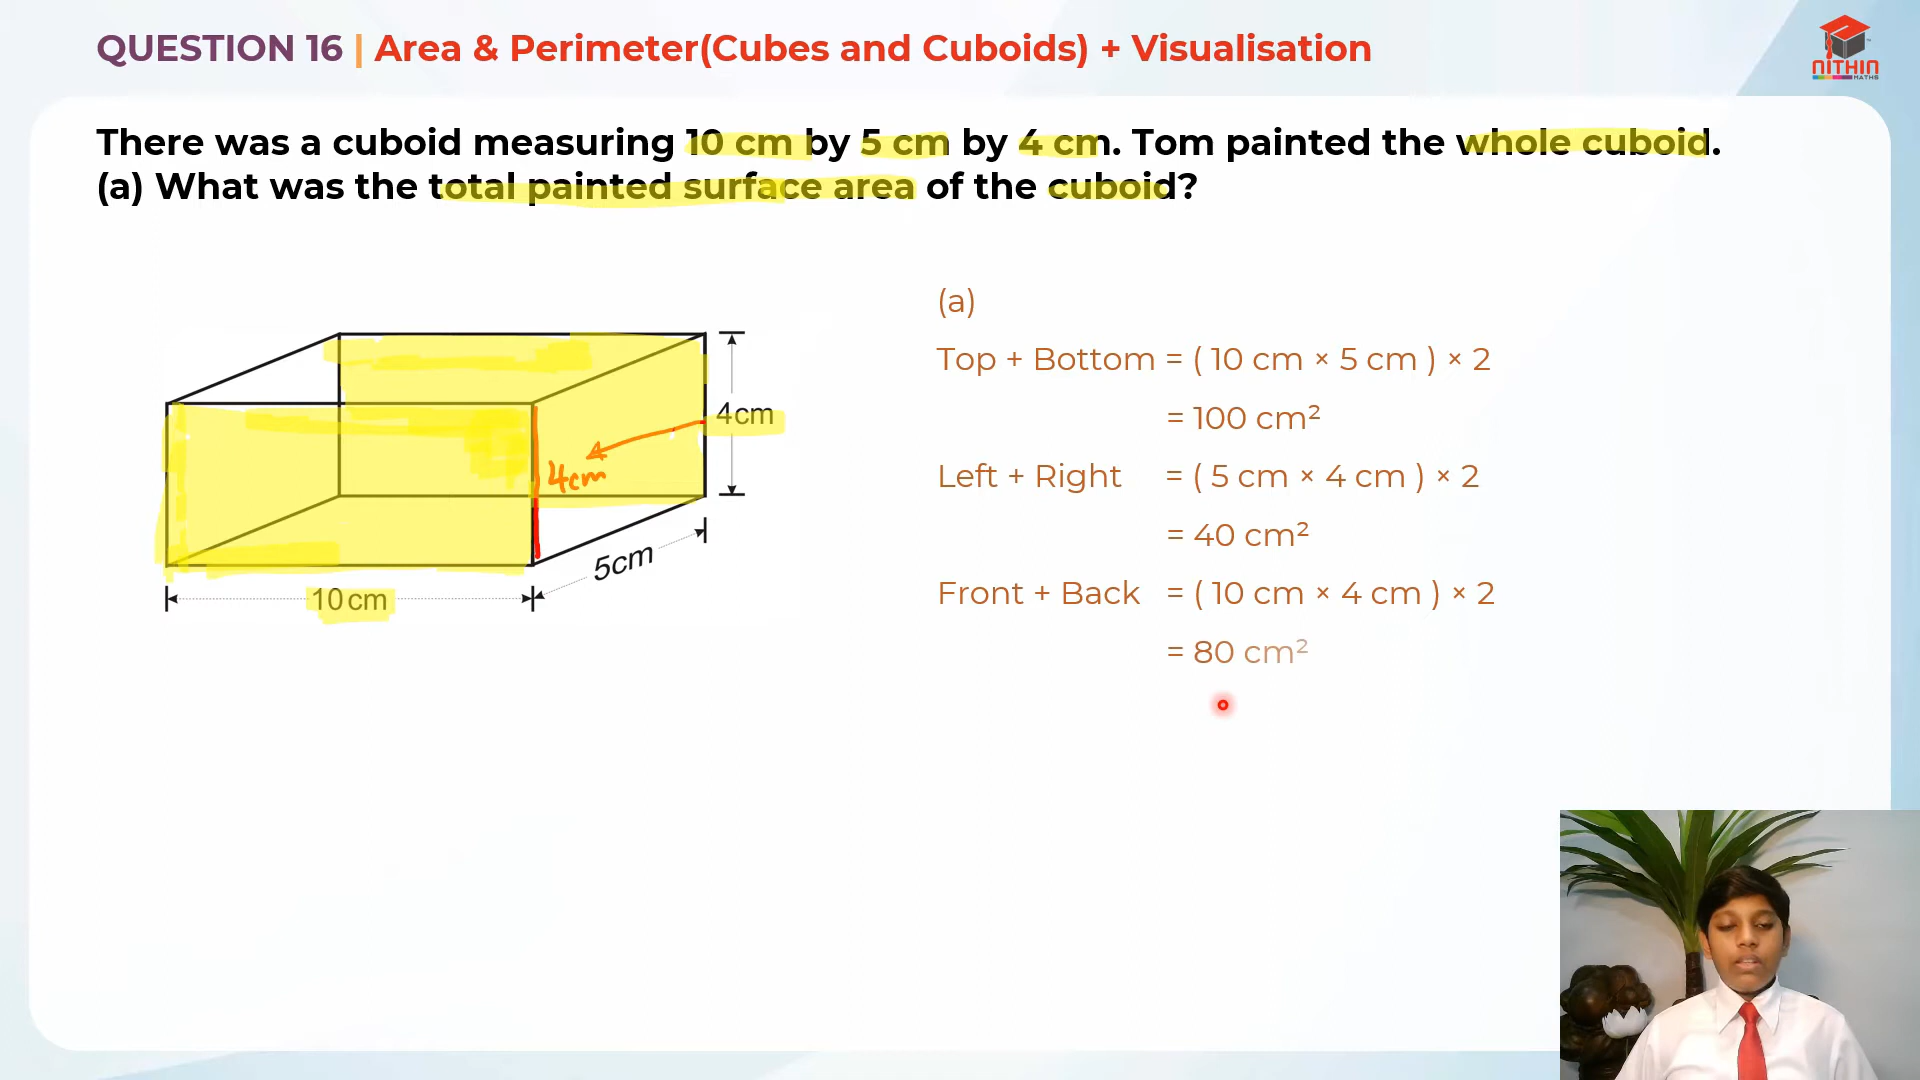 QUESTION 16 | Area & Perimeter(Cubes and Cuboids) + Visualisation
NITHIN
MATHS
There was a cuboid measuring 10 cm by 5 cm by 4 cm. Tom painted the whole cuboid.
(a) What was the total painted surface area of the cuboid?
(a)
Top + Bottom = ( 10 cm × 5 cm ) × 2
= 100 cm²
Left + Right = ( 5 cm × 4 cm ) × 2
= 40 cm²
Front + Back = ( 10 cm × 4 cm ) × 2
= 80 cm²
4cm
4cm
5cm
10cm